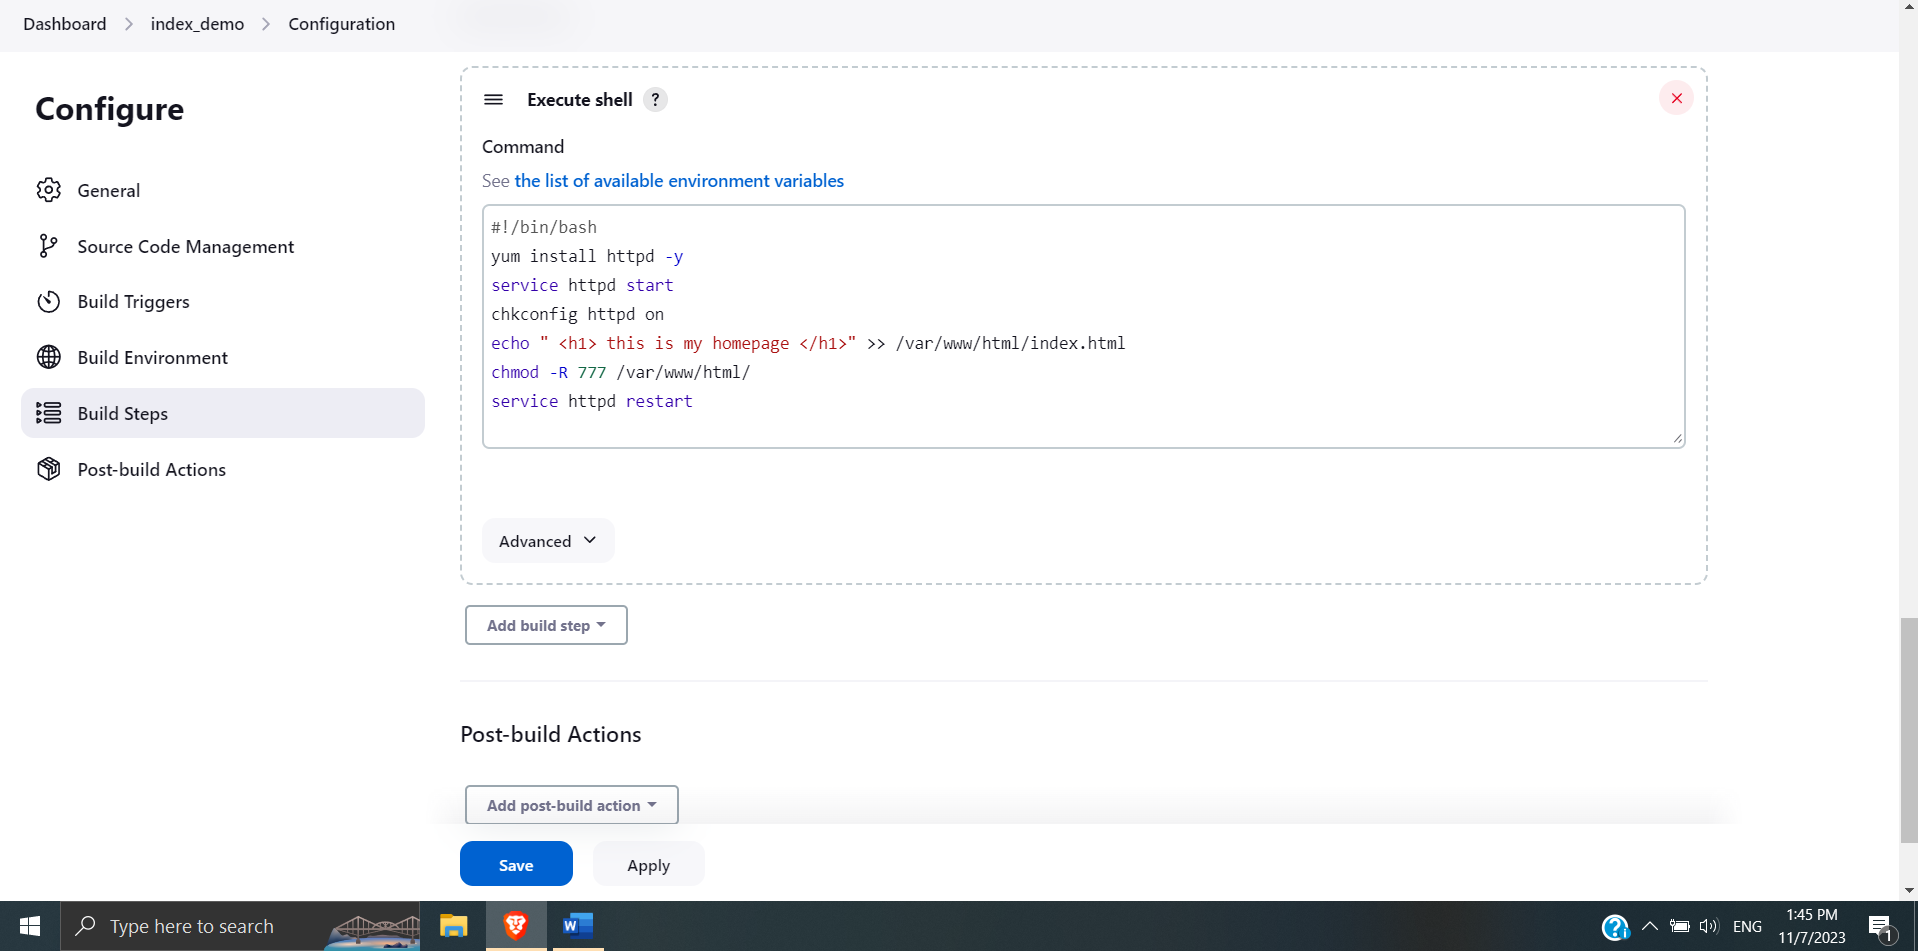 Dashboard > index_demo > Configuration
Configure
General
Source Code Management
Build Triggers
Build Environment
Build Steps
Post-build Actions
Execute shell ?
Command
See the list of available environment variables
#!/bin/bash
yum install httpd -y
service httpd start
chkconfig httpd on
echo " <h1> this is my homepage </h1>" >> /var/www/html/index.html
chmod -R 777 /var/www/html/
service httpd restart
Advanced
Add build step
Post-build Actions
Add post-build action
Save
Apply
Type here to search
W
ENG
1:45 PM
11/7/2023
1